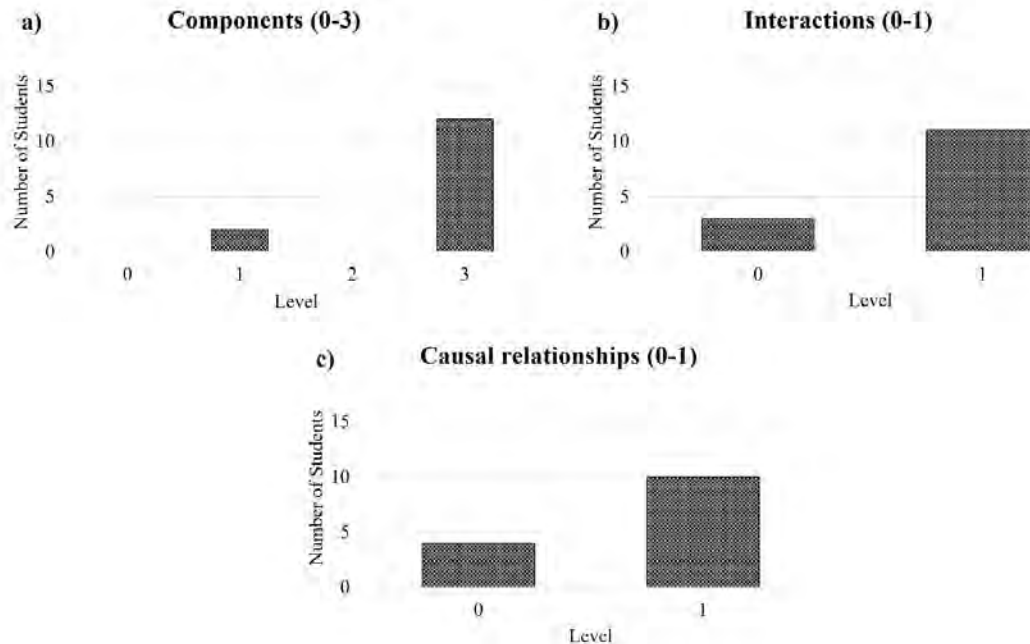 a) Components (0-3)
Number of Students
15
10
5
0
0 1 2 3
Level
b) Interactions (0-1)
Number of Students
15
10
5
0
0 1
Level
c) Causal relationships (0-1)
Number of Students
15
10
5
0
0 1
Level